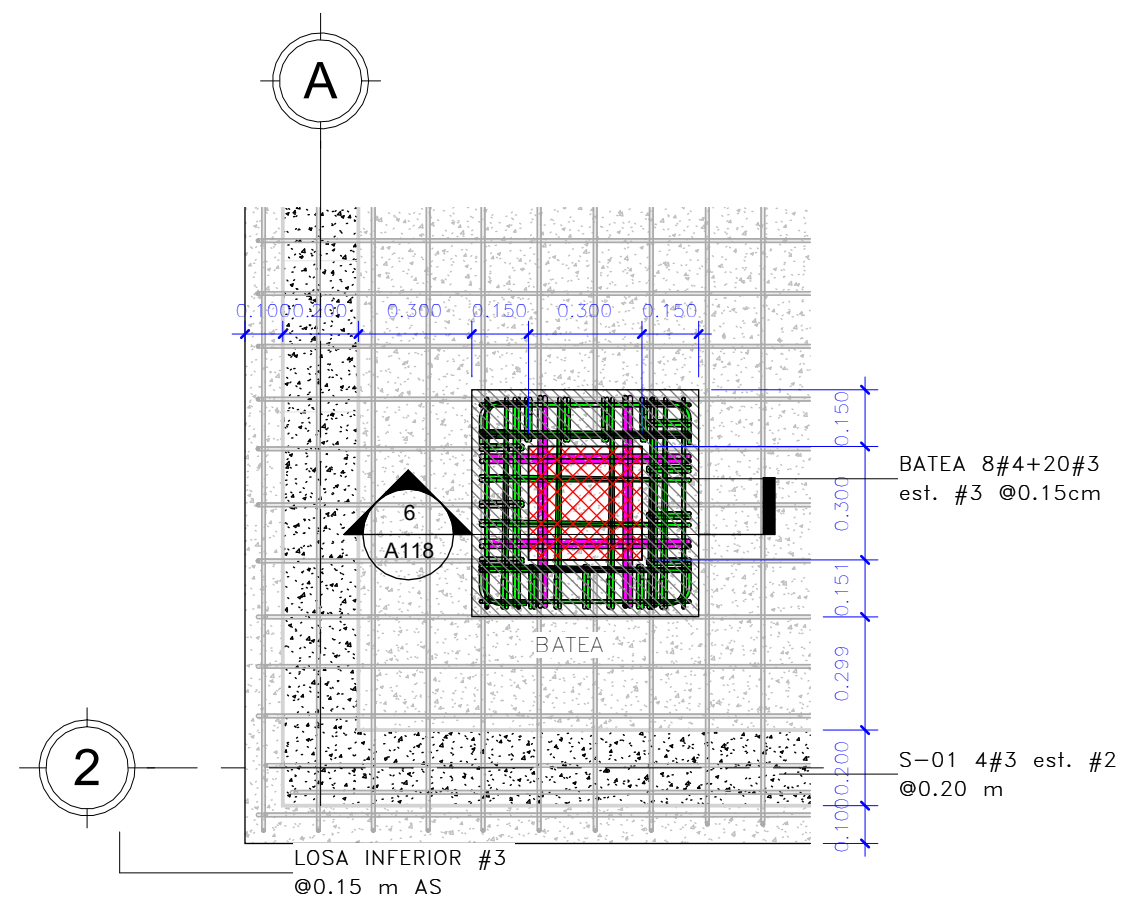 A
0.100
0.200
0.300
0.150
0.300
0.150
0.150
BATEA 8#4+20#3
est. #3 @0.15cm
0.300
6
A118
0.151
BATEA
0.299
2
S-01 4#3 est. #2
@0.20 m
0.200
0.100
LOSA INFERIOR #3
@0.15 m AS